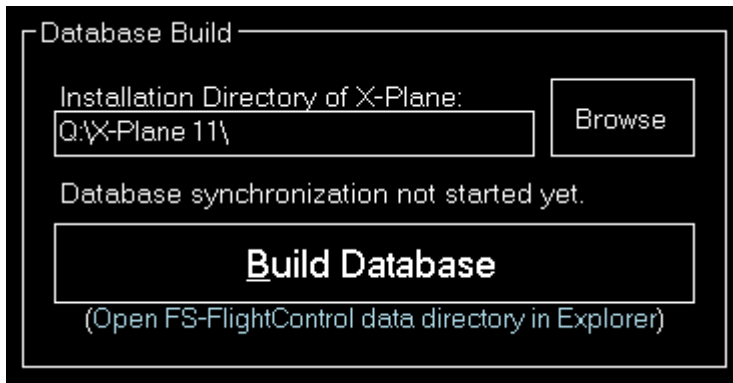 Database Build
Installation Directory of X-Plane:
Q:\X-Plane 11\
Browse
Database synchronization not started yet.
Build Database
(Open FS-FlightControl data directory in Explorer)